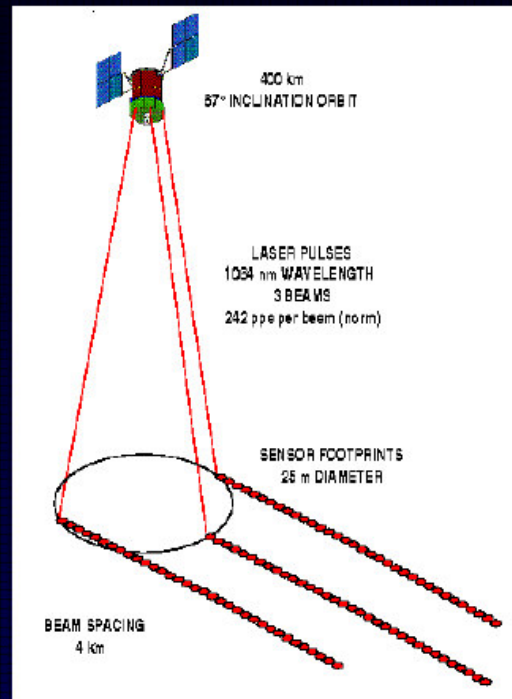 400 km
67° INCLINATION ORBIT
LASER PULSES
1064 nm WAVELENGTH
3 BEAMS
242 pps per beam (norm)
SENSOR FOOTPRINTS
25 m DIAMETER
BEAM SPACING
4 km